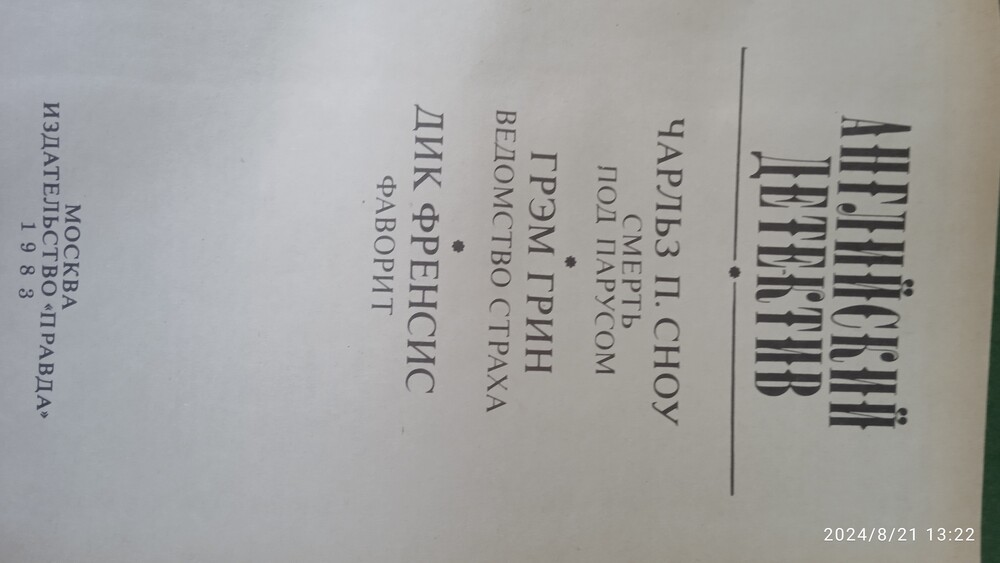 АНГЛИЙСКИЙ
ДЕТЕКТИВ
ЧАРЛЬЗ П. СНОУ
СМЕРТЬ
ПОД ПАРУСОМ
ГРЭМ ГРИН
ВЕДОМСТВО СТРАХА
ДИК ФРЕНСИС
ФАВОРИТ
МОСКВА
ИЗДАТЕЛЬСТВО «ПРАВДА»
1983
2024/8/21 13:22